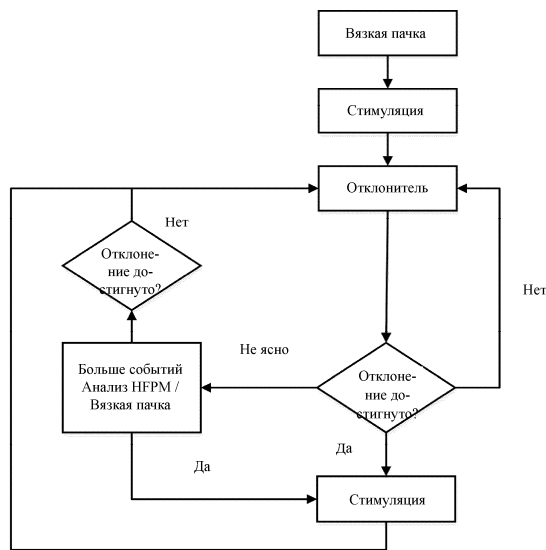 Вязкая пачка
Стимуляция
Отклонитель
Нет
Отклоне-
ние до-
стигнуто?
Нет
Не ясно
Больше событий
Анализ HFPM /
Вязкая пачка
Отклоне-
ние до-
стигнуто?
Да
Да
Стимуляция